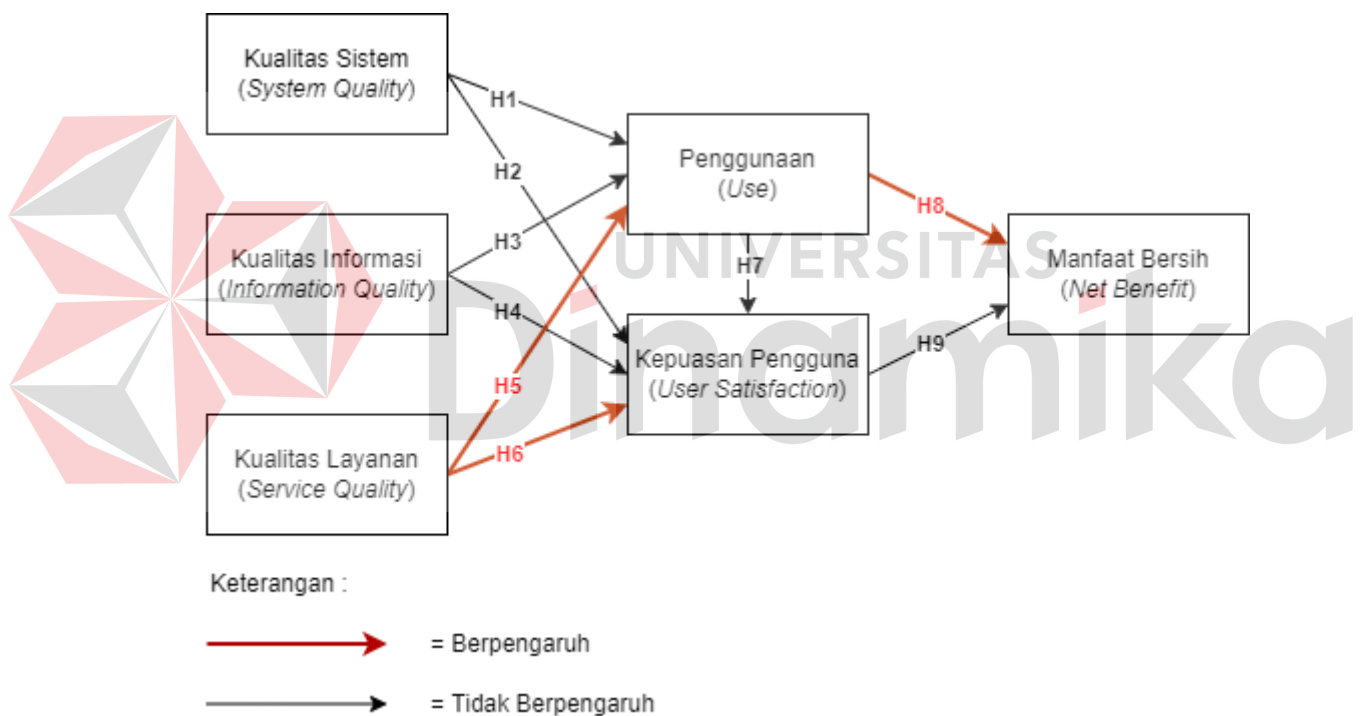 Kualitas Sistem
(System Quality)
H1
Penggunaan
(Use)
H2
H8
Kualitas Informasi
(Information Quality)
H3
UNIVERSITAS
Dinamika
H7
Manfaat Bersih
(Net Benefit)
H4
Kepuasan Pengguna
(User Satisfaction)
H9
H5
Kualitas Layanan
(Service Quality)
H6
Keterangan :
= Berpengaruh
= Tidak Berpengaruh